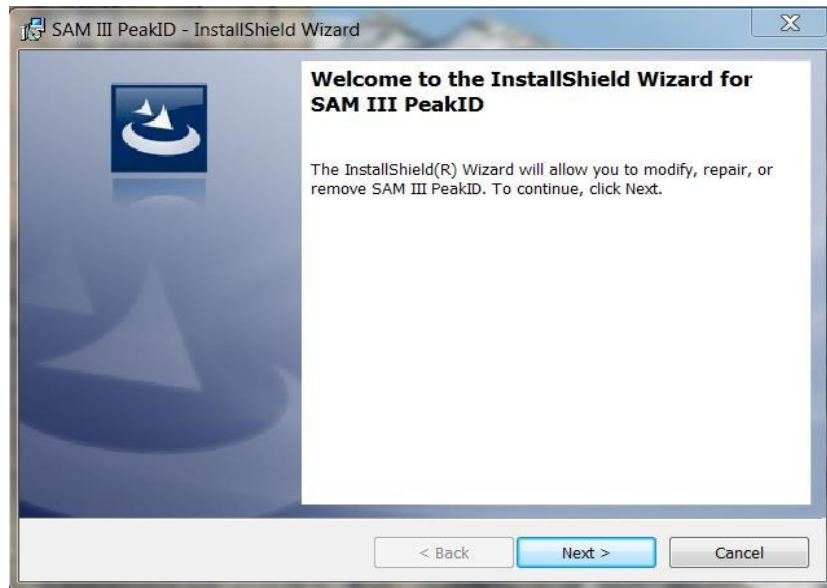 SAM III PeakID - InstallShield Wizard
Welcome to the InstallShield Wizard for
SAM III PeakID
The InstallShield(R) Wizard will allow you to modify, repair, or
remove SAM III PeakID. To continue, click Next.
< Back
Next >
Cancel